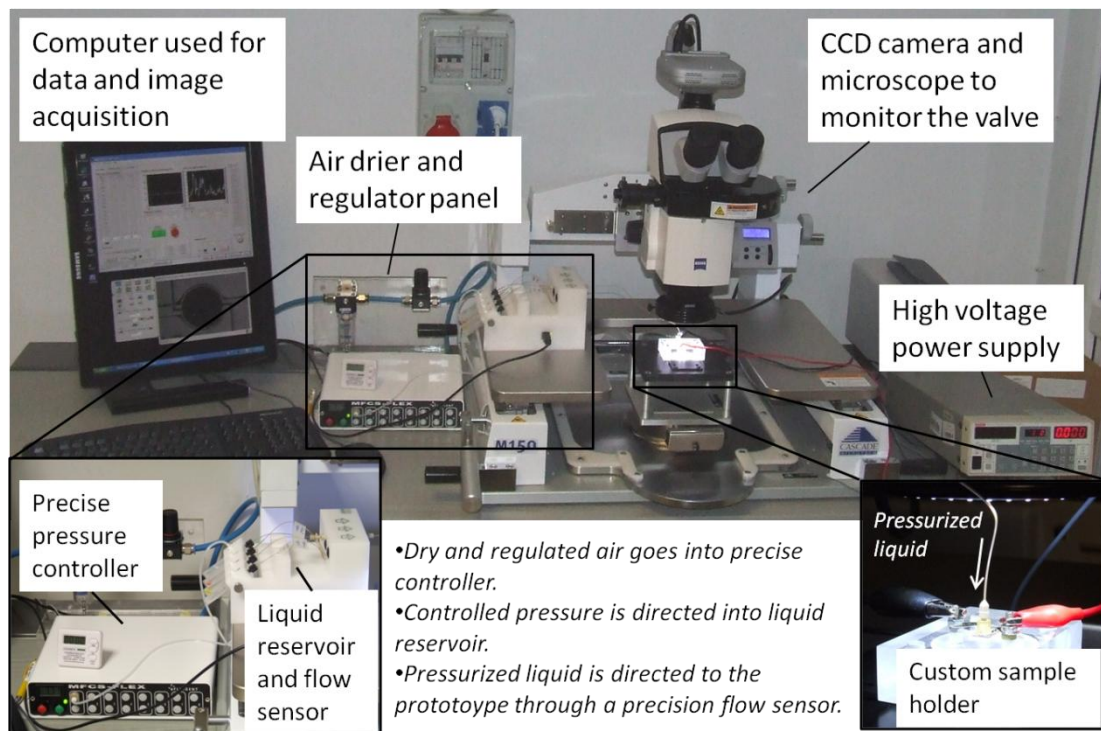 Computer used for
data and image
acquisition
Air drier and
regulator panel
CCD camera and
microscope to
monitor the valve
High voltage
power supply
SAMSUNG
ZEISS
M150
CASCADE
Precise
pressure
controller
Liquid
reservoir
and flow
sensor
•Dry and regulated air goes into precise
controller.
•Controlled pressure is directed into liquid
reservoir.
•Pressurized liquid is directed to the
prototoype through a precision flow sensor.
Pressurized
liquid
Custom sample
holder